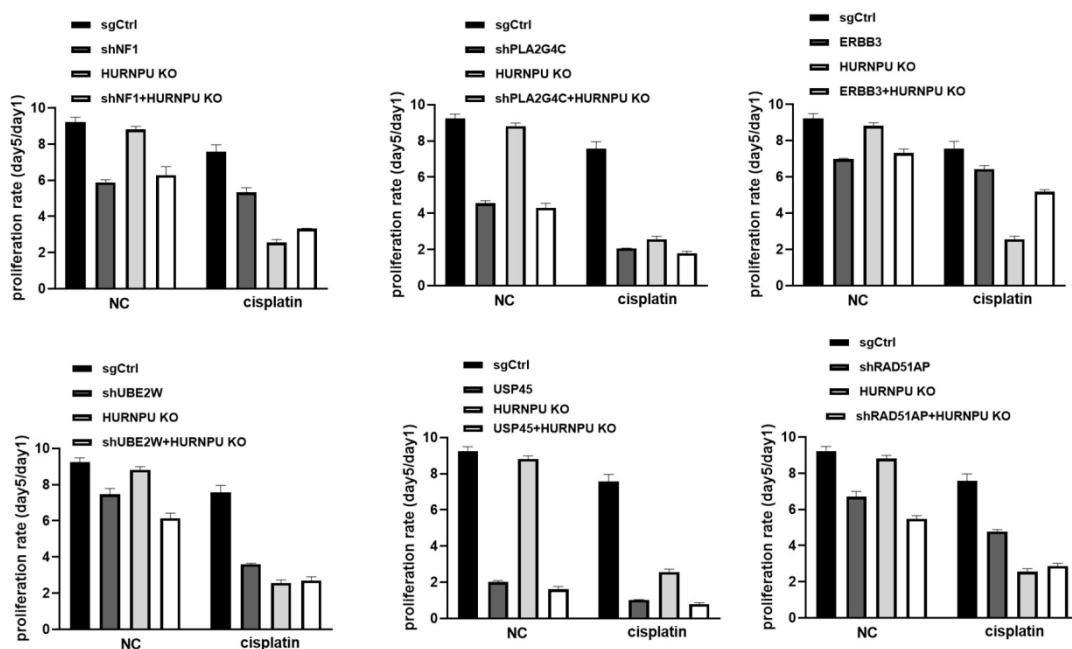 sgCtrl
shNF1
HURNPU KO
shNF1+HURNPU KO
proliferation rate (day5/day1)
10
8
6
4
2
0
NC
cisplatin
sgCtrl
shPLA2G4C
HURNPU KO
shPLA2G4C+HURNPU KO
proliferation rate (day5/day1)
10
8
6
4
2
0
NC
cisplatin
sgCtrl
ERBB3
HURNPU KO
ERBB3+HURNPU KO
proliferation rate (day5/day1)
10
8
6
4
2
0
NC
cisplatin
sgCtrl
shUBE2W
HURNPU KO
shUBE2W+HURNPU KO
proliferation rate (day5/day1)
10
8
6
4
2
0
NC
cisplatin
sgCtrl
USP45
HURNPU KO
USP45+HURNPU KO
proliferation rate (day5/day1)
10
8
6
4
2
0
NC
cisplatin
sgCtrl
shRAD51AP
HURNPU KO
shRAD51AP+HURNPU KO
proliferation rate (day5/day1)
10
8
6
4
2
0
NC
cisplatin